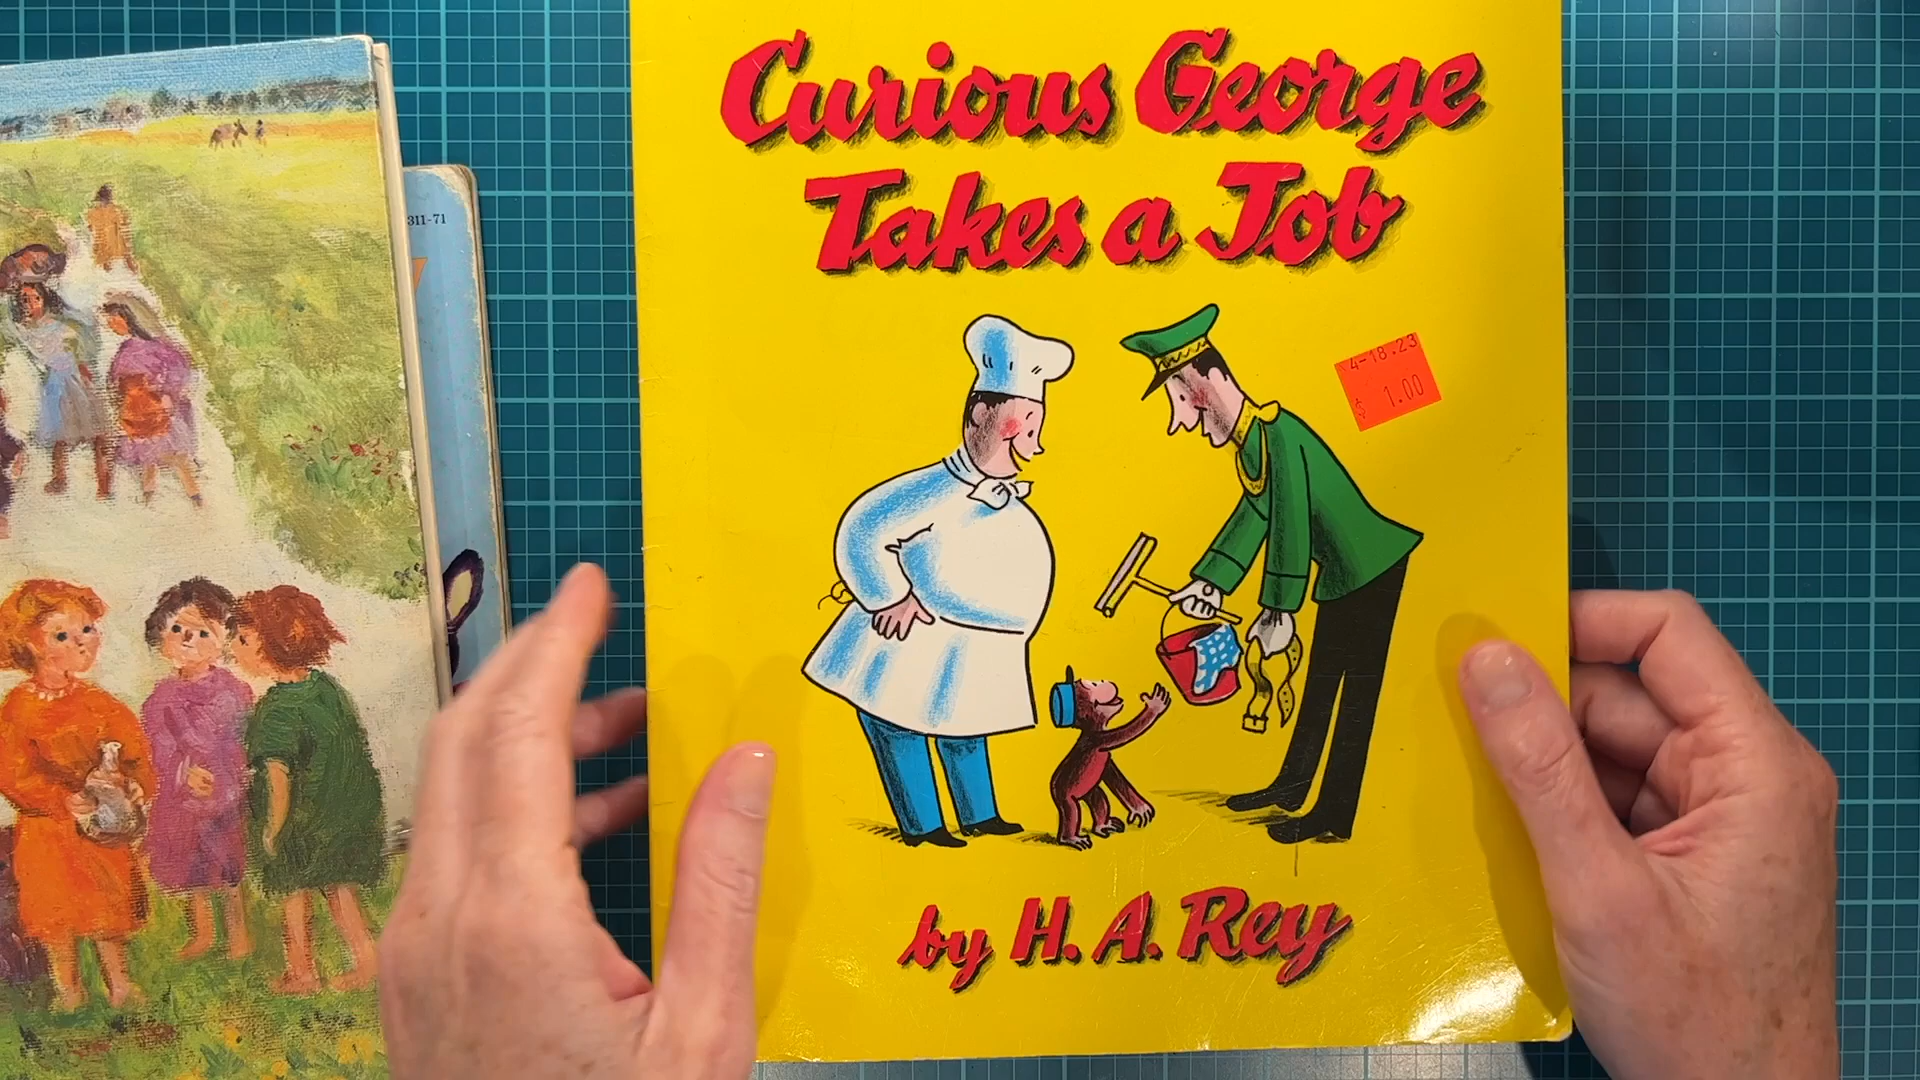 Curious George
Takes a Job
4-18.23
$ 1.00
by H. A. Rey
311-71